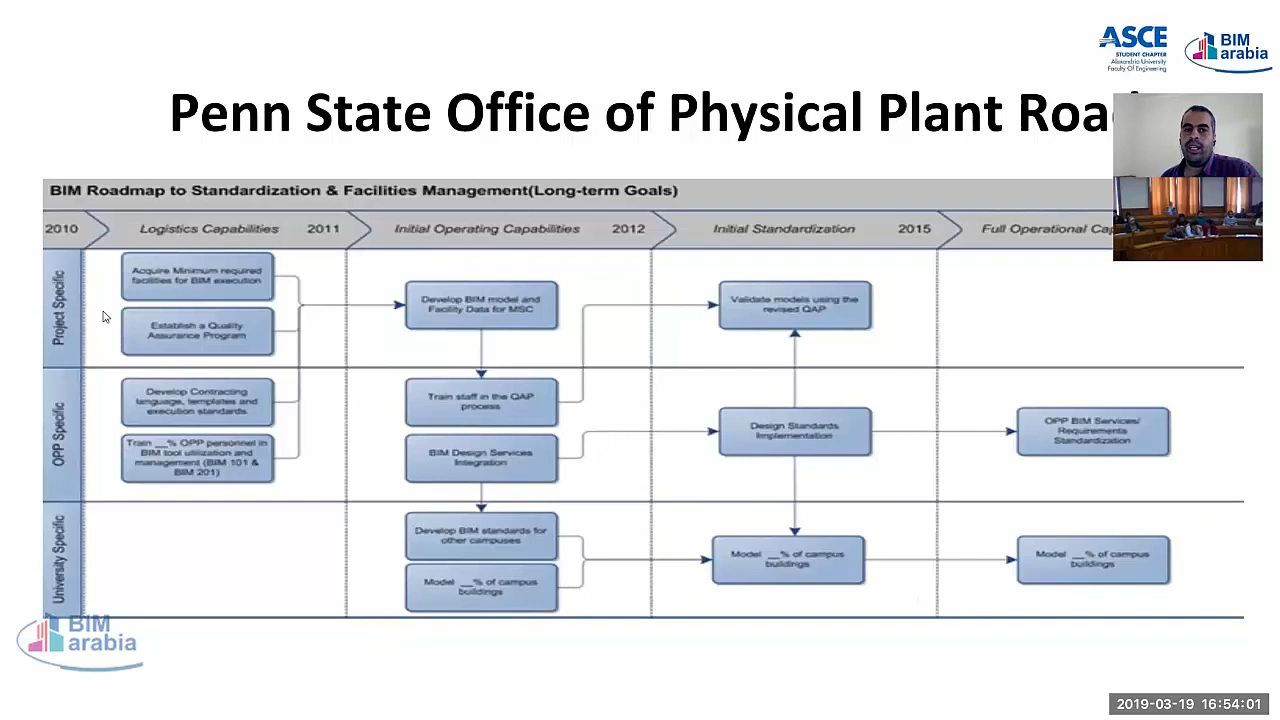 ASCE
STUDENT CHAPTER
Alexandria University
Faculty Of Engineering
BIM
arabia
Penn State Office of Physical Plant Roa
BIM Roadmap to Standardization & Facilities Management(Long-term Goals)
2010
Logistics Capabilities
2011
Initial Operating Capabilities
2012
Initial Standardization
2015
Full Operational Cap
Project Specific
Acquire Minimum required
facilities for BIM execution
Establish a Quality
Assurance Program
Develop BIM model and
Facility Data for MSC
Validate models using the
revised QAP
OPP Specific
Develop Contracting
language, templates and
execution standards.
Train __% OPP personnel in
BIM tool utilization and
management (BIM 101 &
BIM 201)
Train staff in the QAP
process
BIM Design Services
Integration
Design Standards
Implementation
OPP BIM Services/
Requirements
Standardization
University Specific
Develop BIM standards for
other campuses
Model __% of campus
buildings
Model __% of campus
buildings
Model __% of campus
buildings
BIM
arabia
2019-03-19 16:54:01